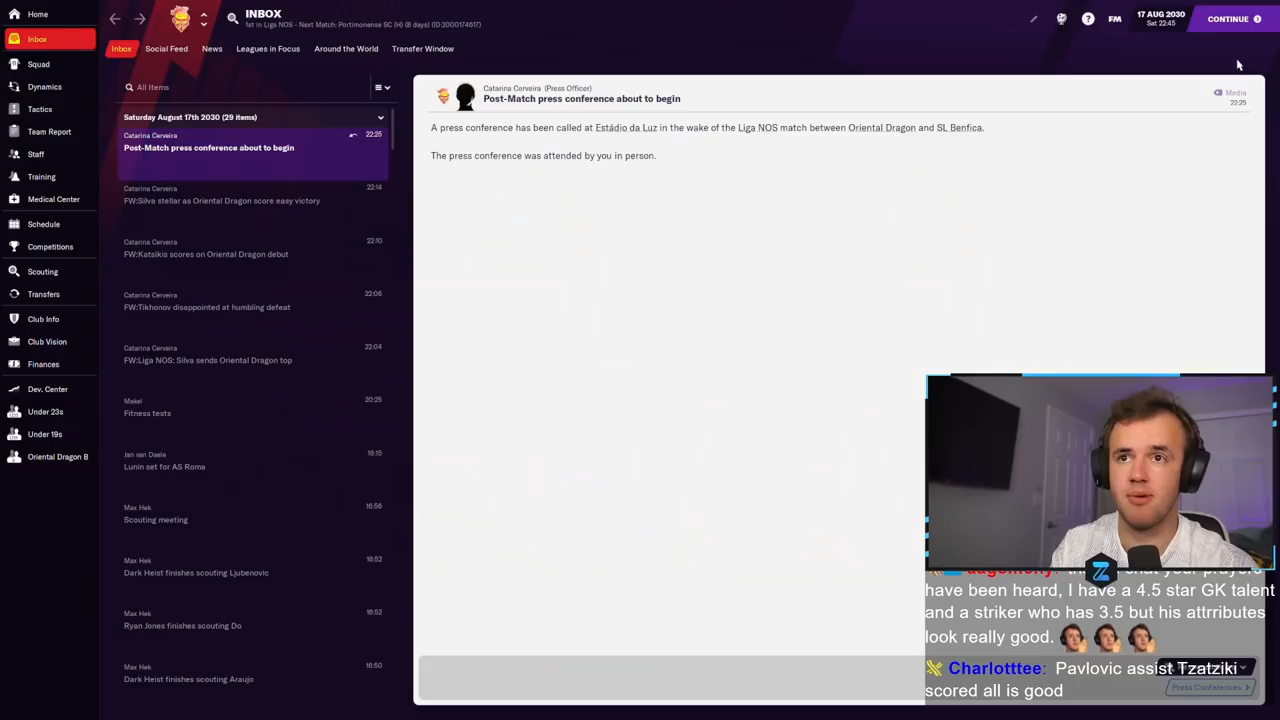 Home
Inbox
Squad
Dynamics
Tactics
Team Report
Staff
Training
Medical Center
Schedule
Competitions
Scouting
Transfers
Club Info
Club Vision
Finances
Dev. Center
Under 23s
Under 19s
Oriental Dragon B
INBOX
1st in Liga NOS - Next Match: Portimonense SC (H) (8 days) (ID:2000174617)
FM
17 AUG 2030
Sat 22:45
CONTINUE
Inbox Social Feed News Leagues in Focus Around the World Transfer Window
All Items
Saturday August 17th 2030 (29 items)
Catarina Cerveira 22:25
Post-Match press conference about to begin
Catarina Cerveira 22:14
FW:Silva stellar as Oriental Dragon score easy victory
Catarina Cerveira 22:10
FW:Katsikis scores on Oriental Dragon debut
Catarina Cerveira 22:06
FW:Tikhonov disappointed at humbling defeat
Catarina Cerveira 22:04
FW:Liga NOS: Silva sends Oriental Dragon top
Makel 20:25
Fitness tests
Jan van Daele 19:15
Lunin set for AS Roma
Max Hek 16:56
Scouting meeting
Max Hek 16:52
Dark Heist finishes scouting Ljubenovic
Max Hek 16:52
Ryan Jones finishes scouting Do
Max Hek 16:50
Dark Heist finishes scouting Araujo
Catarina Cerveira (Press Officer)
Post-Match press conference about to begin
Media
22:25
A press conference has been called at Estádio da Luz in the wake of the Liga NOS match between Oriental Dragon and SL Benfica.
The press conference was attended by you in person.
chat your prayers
have been heard, I have a 4.5 star GK talent
and a striker who has 3.5 but his attrributes
look really good.
Charlotttee: Pavlovic assist Tzatziki
scored all is good
Press Conferences